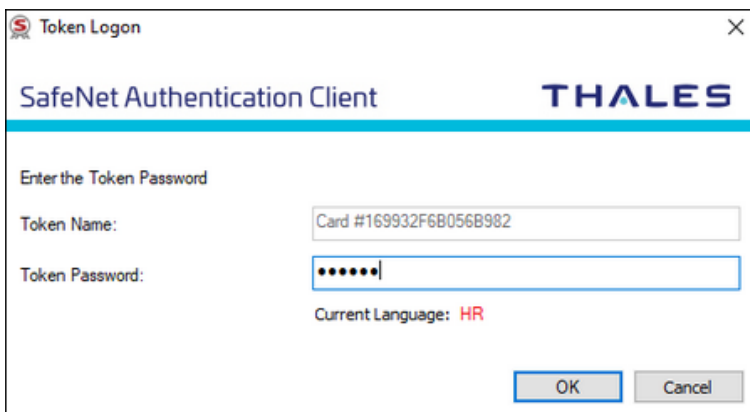 Token Logon
SafeNet Authentication Client THALES
Enter the Token Password
Token Name: Card #169932F6B056B982
Token Password: ••••••
Current Language: HR
OK Cancel